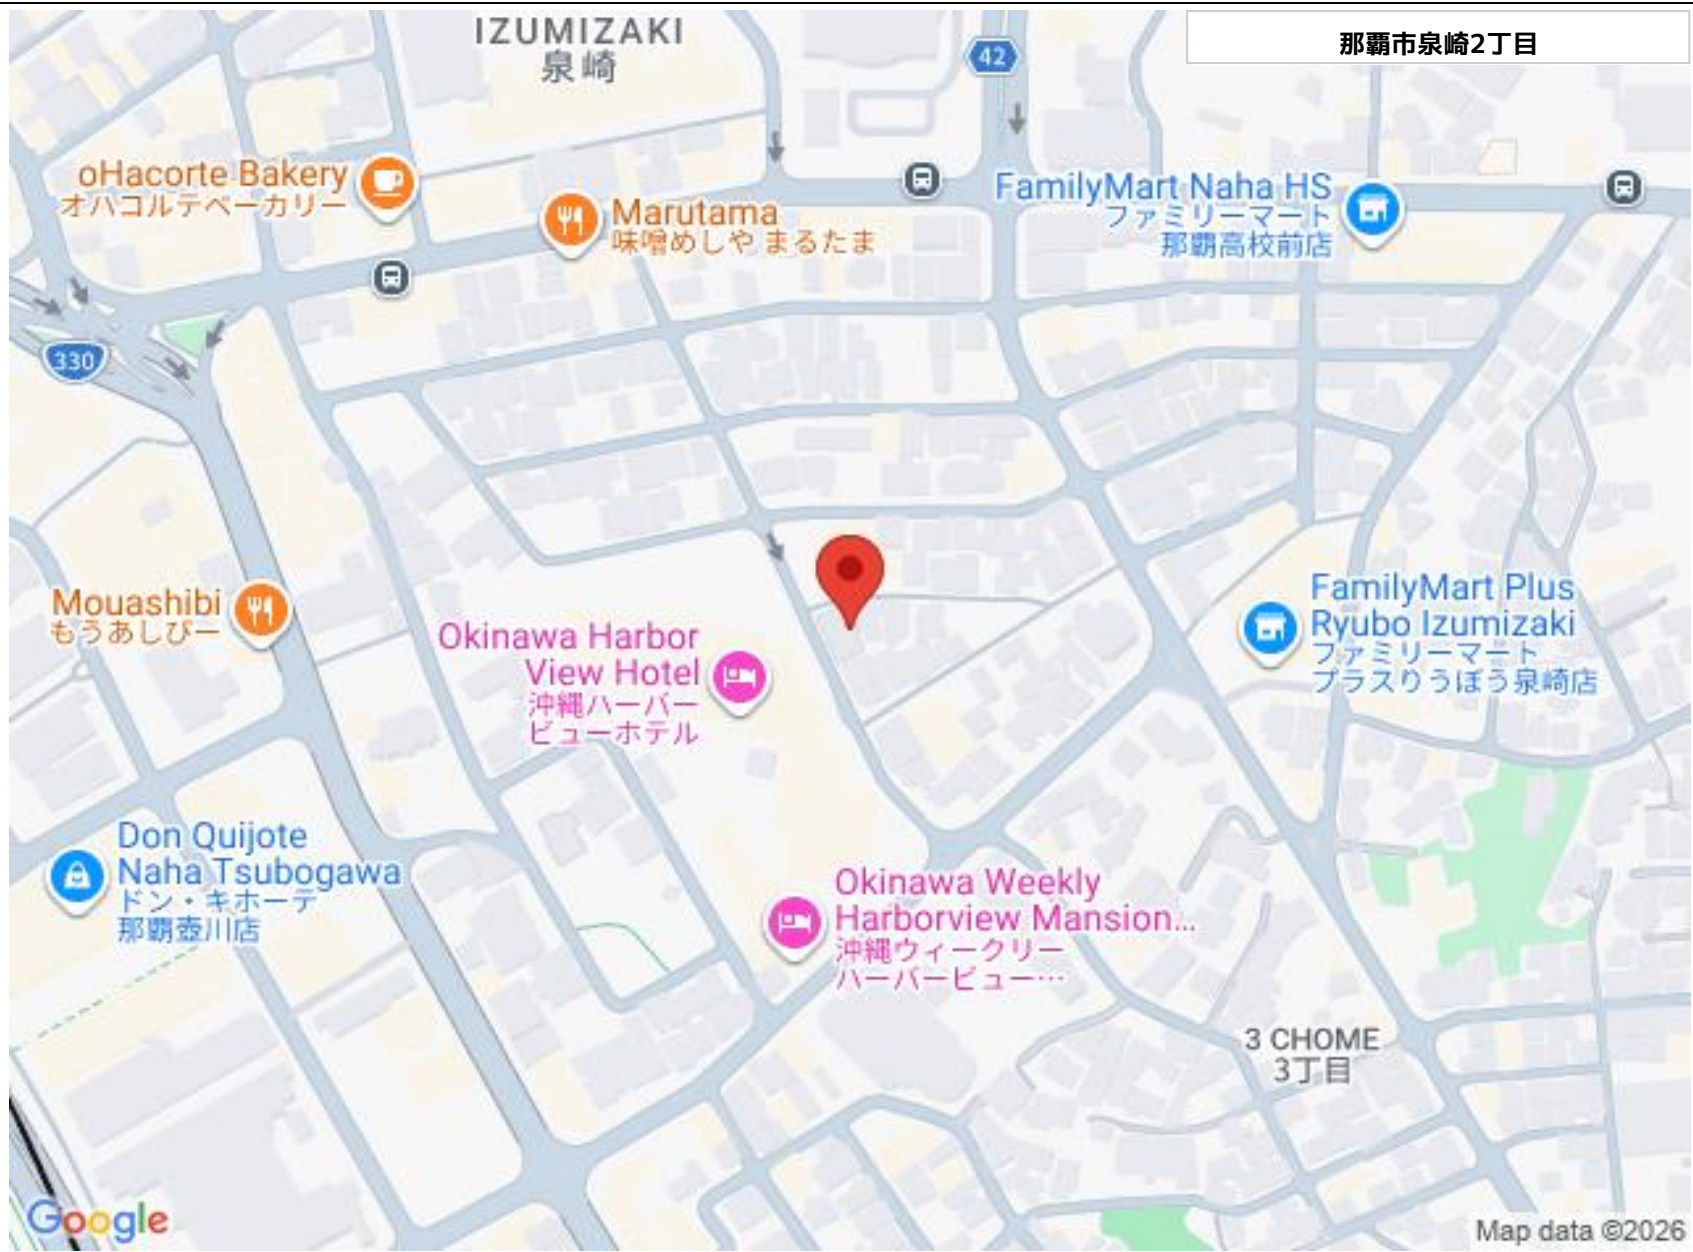 IZUMIZAKI
泉崎
那覇市泉崎2丁目
42
oHacorte Bakery
オハコルテベーカリー
Marutama
味噌めしや まるたま
FamilyMart Naha HS
ファミリーマート
那覇高校前店
330
Mouashibi
もうあしびー
Okinawa Harbor
View Hotel
沖縄ハーバー
ビューホテル
FamilyMart Plus
Ryubo Izumizaki
ファミリーマート
プラスりうぼう泉崎店
Don Quijote
Naha Tsubogawa
ドン・キホーテ
那覇壺川店
Okinawa Weekly
Harborview Mansion...
沖縄ウィークリー
ハーバービュー…
3 CHOME
3丁目
Google
Map data ©2026